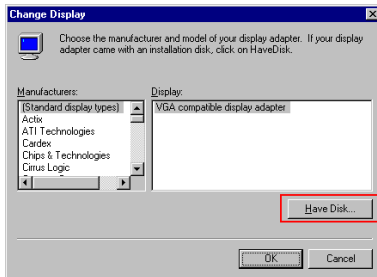 Change Display
Choose the manufacturer and model of your display adapter. If your display
adapter came with an installation disk, click on HaveDisk.
Manufacturers:
(Standard display types)
Actix
ATI Technologies
Cardex
Chips & Technologies
Cirrus Logic
Display:
VGA compatible display adapter
Have Disk...
OK
Cancel